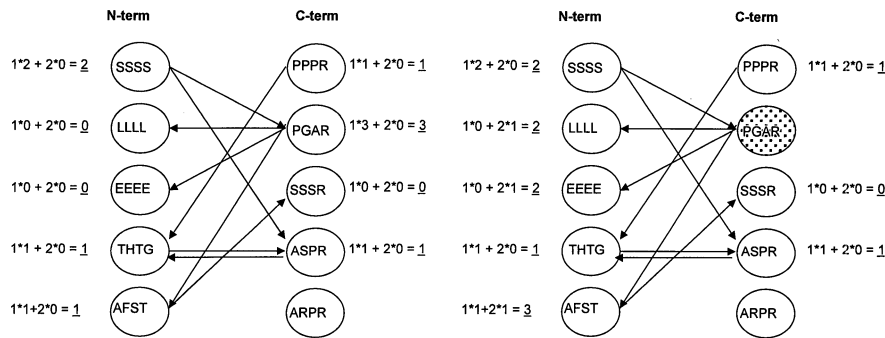 N-term C-term
1*2 + 2*0 = 2 SSSS PPPR 1*1 + 2*0 = 1
1*0 + 2*0 = 0 LLLL PGAR 1*3 + 2*0 = 3
1*0 + 2*0 = 0 EEEE SSSR 1*0 + 2*0 = 0
1*1 + 2*0 = 1 THTG ASPR 1*1 + 2*0 = 1
1*1+2*0 = 1 AFST ARPR
N-term C-term
1*2 + 2*0 = 2 SSSS PPPR 1*1 + 2*0 = 1
1*0 + 2*1 = 2 LLLL PGAR
1*0 + 2*1 = 2 EEEE SSSR 1*0 + 2*0 = 0
1*1 + 2*0 = 1 THTG ASPR 1*1 + 2*0 = 1
1*1+2*1 = 3 AFST ARPR